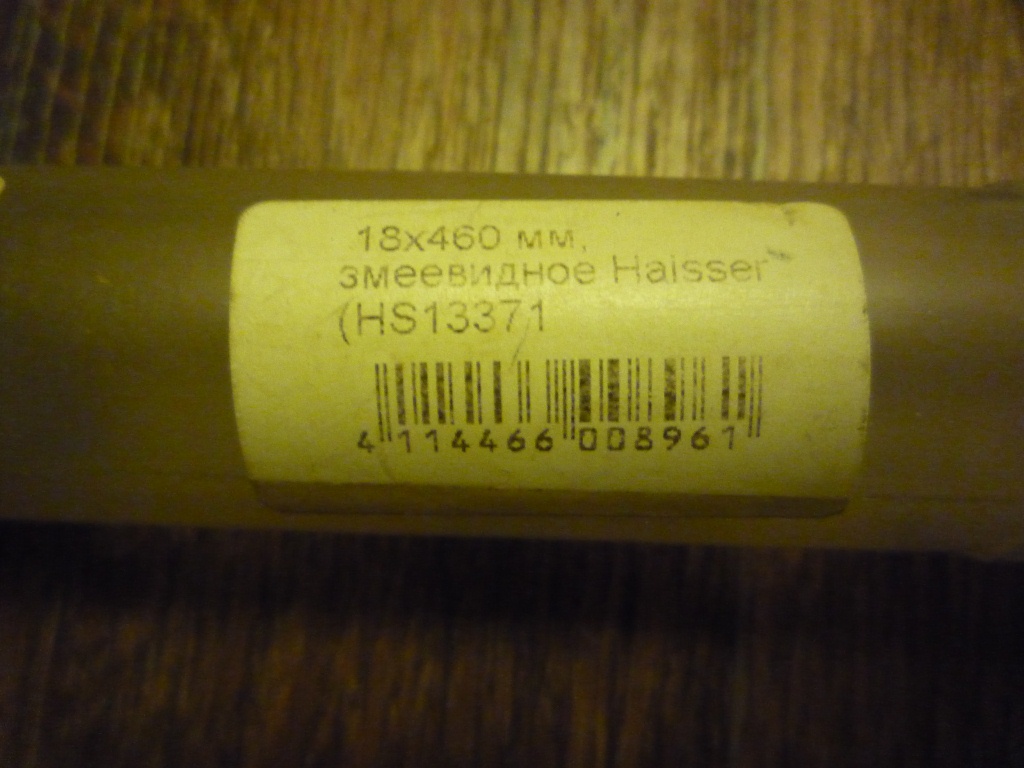 18х460 мм,
змеевидное Haisser
(HS13371
4 114466 008961